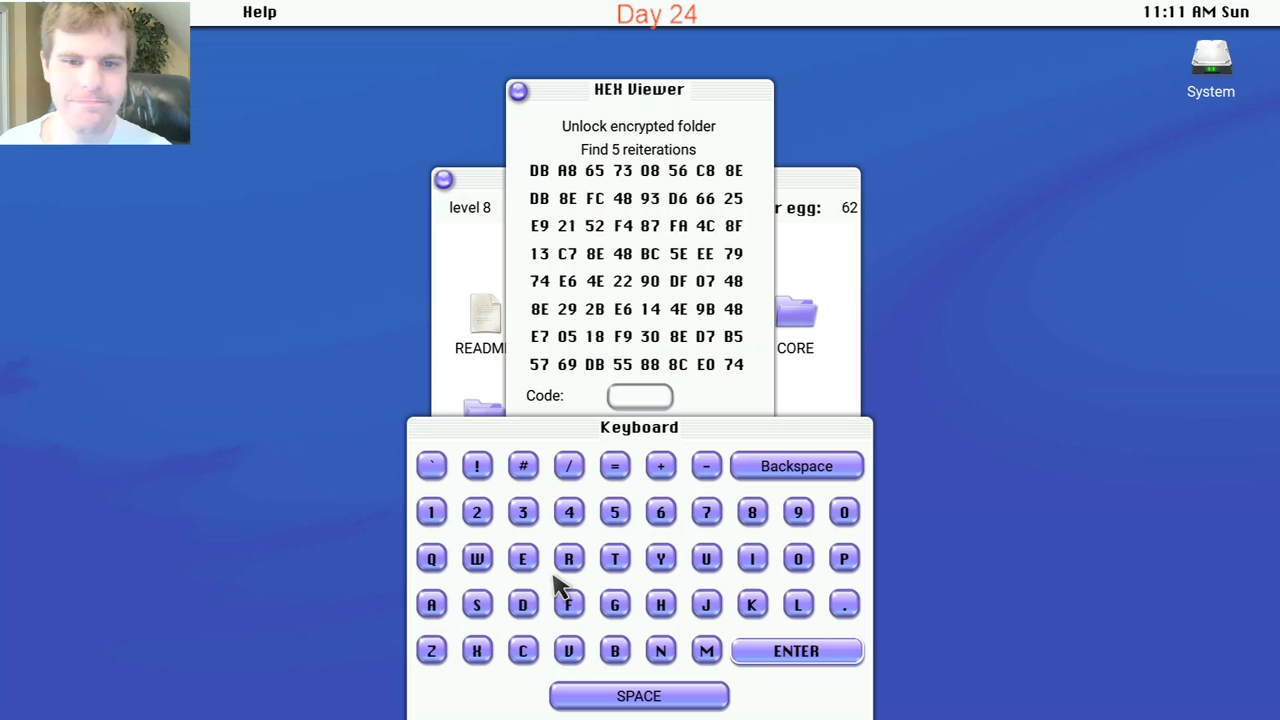 Help
Day 24
11:11 AM Sun
System
HEX Viewer
Unlock encrypted folder
Find 5 reiterations
DB A8 65 73 08 56 C8 8E
level 8
DB 8E FC 48 93 D6 66 25
r egg: 62
E9 21 52 F4 87 FA 4C 8F
13 C7 8E 48 BC 5E EE 79
74 E6 4E 22 90 DF 07 48
8E 29 2B E6 14 4E 9B 48
E7 05 18 F9 30 8E D7 B5
READM
CORE
57 69 DB 55 88 8C E0 74
Code:
Keyboard
` ! # / = + - Backspace
1 2 3 4 5 6 7 8 9 0
Q W E R T Y U I O P
A S D F G H J K L .
Z X C V B N M ENTER
SPACE